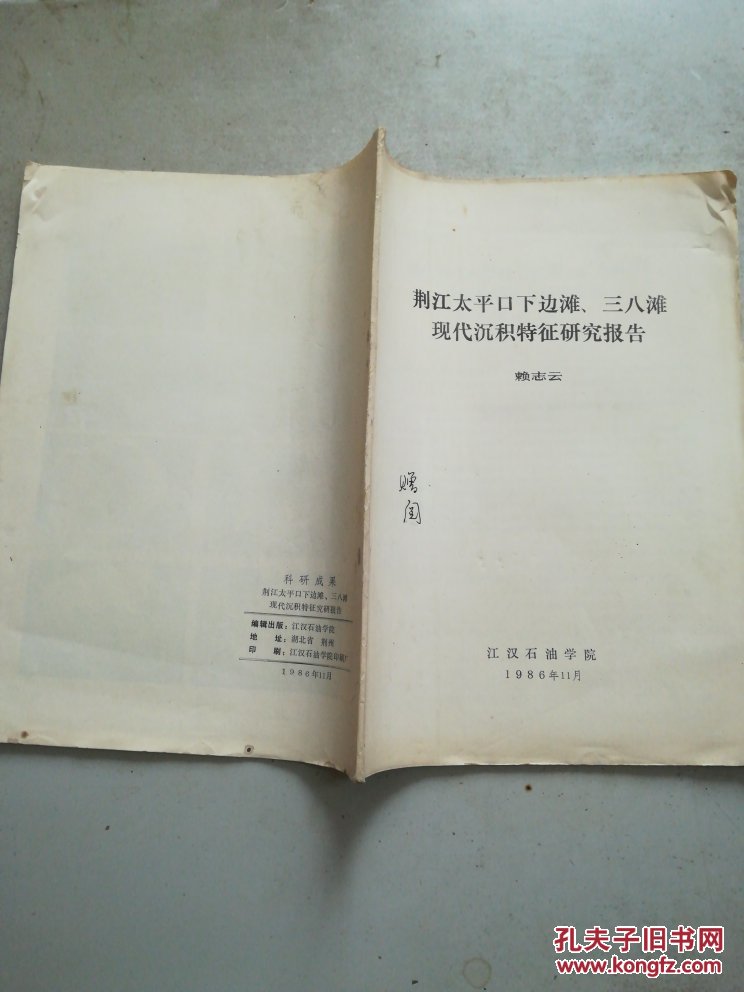 荆江太平口下边滩、三八滩
现代沉积特征研究报告
赖志云
赠阅
江汉石油学院
1986年11月
科研成果
荆江太平口下边滩、三八滩
现代沉积特征究研报告
编辑出版：江汉石油学院
地 址：湖北省 荆州
印 刷：江汉石油学院印刷厂
1986年11月
孔夫子旧书网
www.kongfz.com